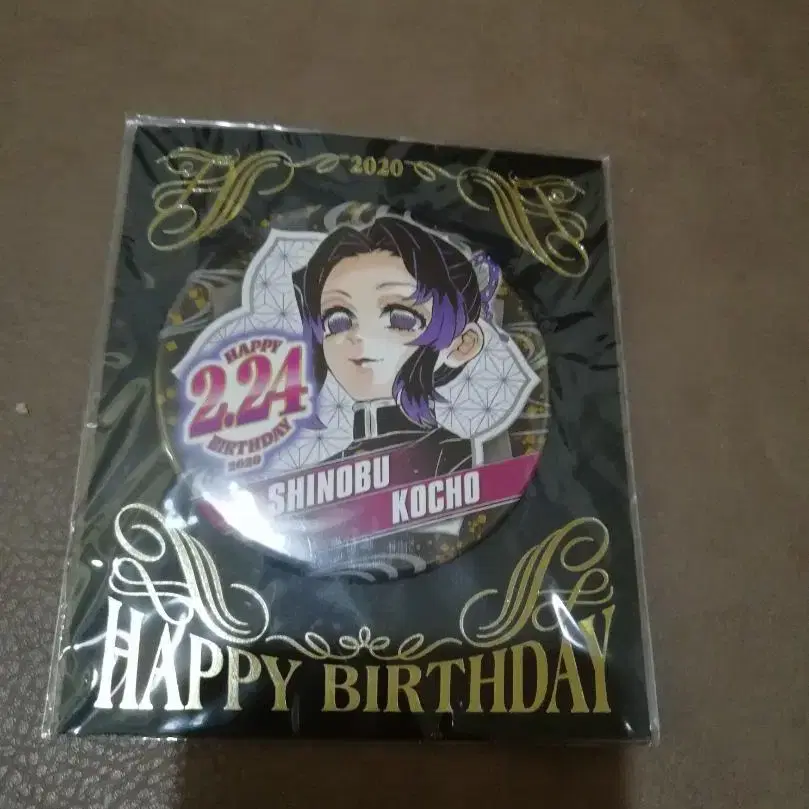 2020
HAPPY
2.24
BIRTHDAY
2020
SHINOBU
KOCHO
HAPPY BIRTHDAY